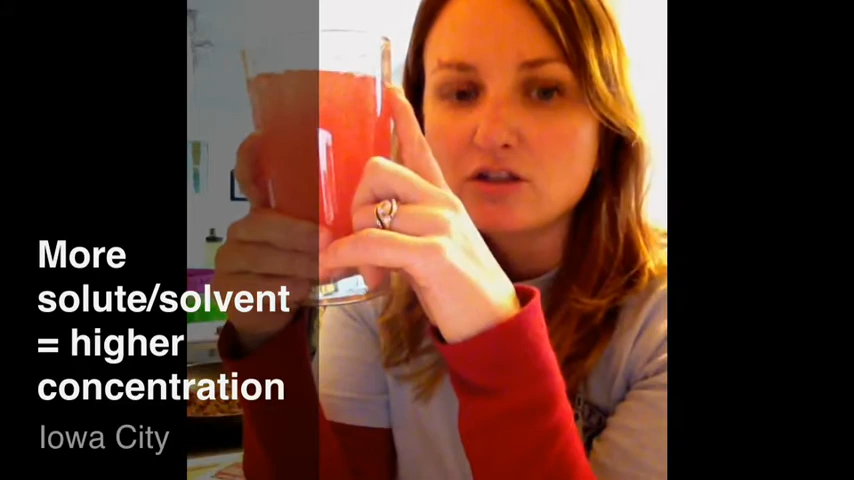 More
solute/solvent
= higher
concentration
Iowa City